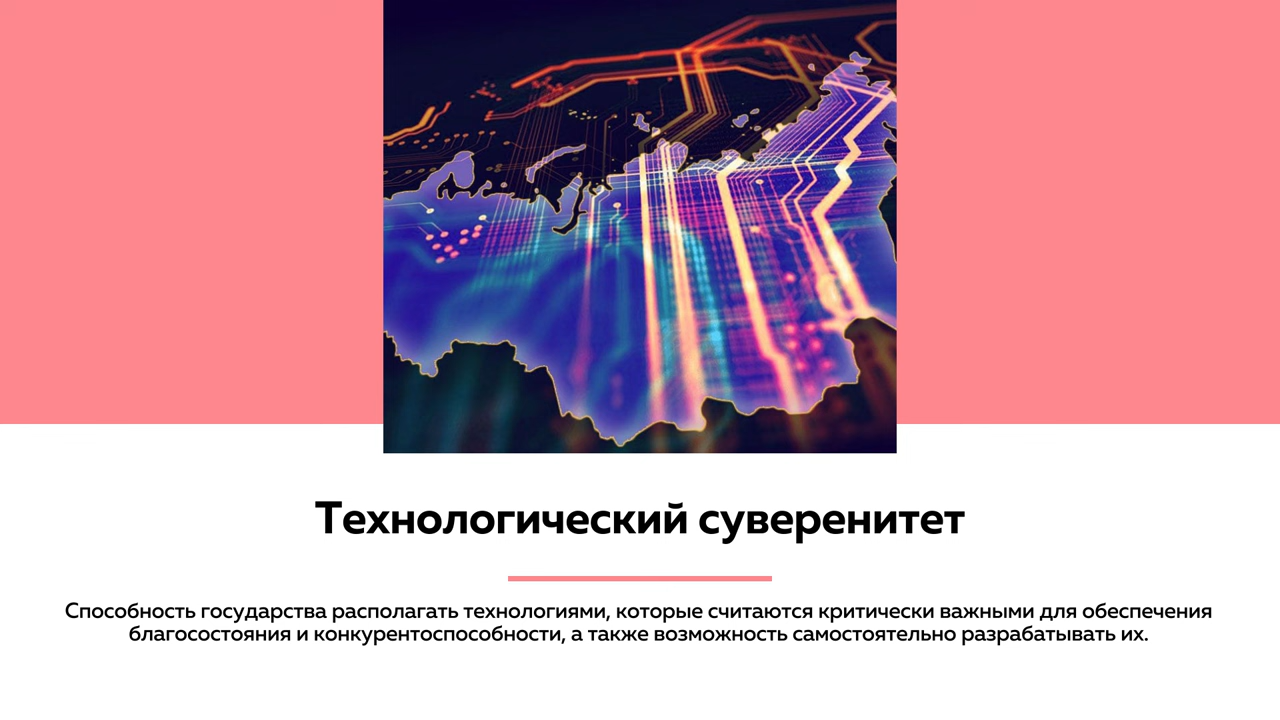 Технологический суверенитет
Способность государства располагать технологиями, которые считаются критически важными для обеспечения
благосостояния и конкурентоспособности, а также возможность самостоятельно разрабатывать их.